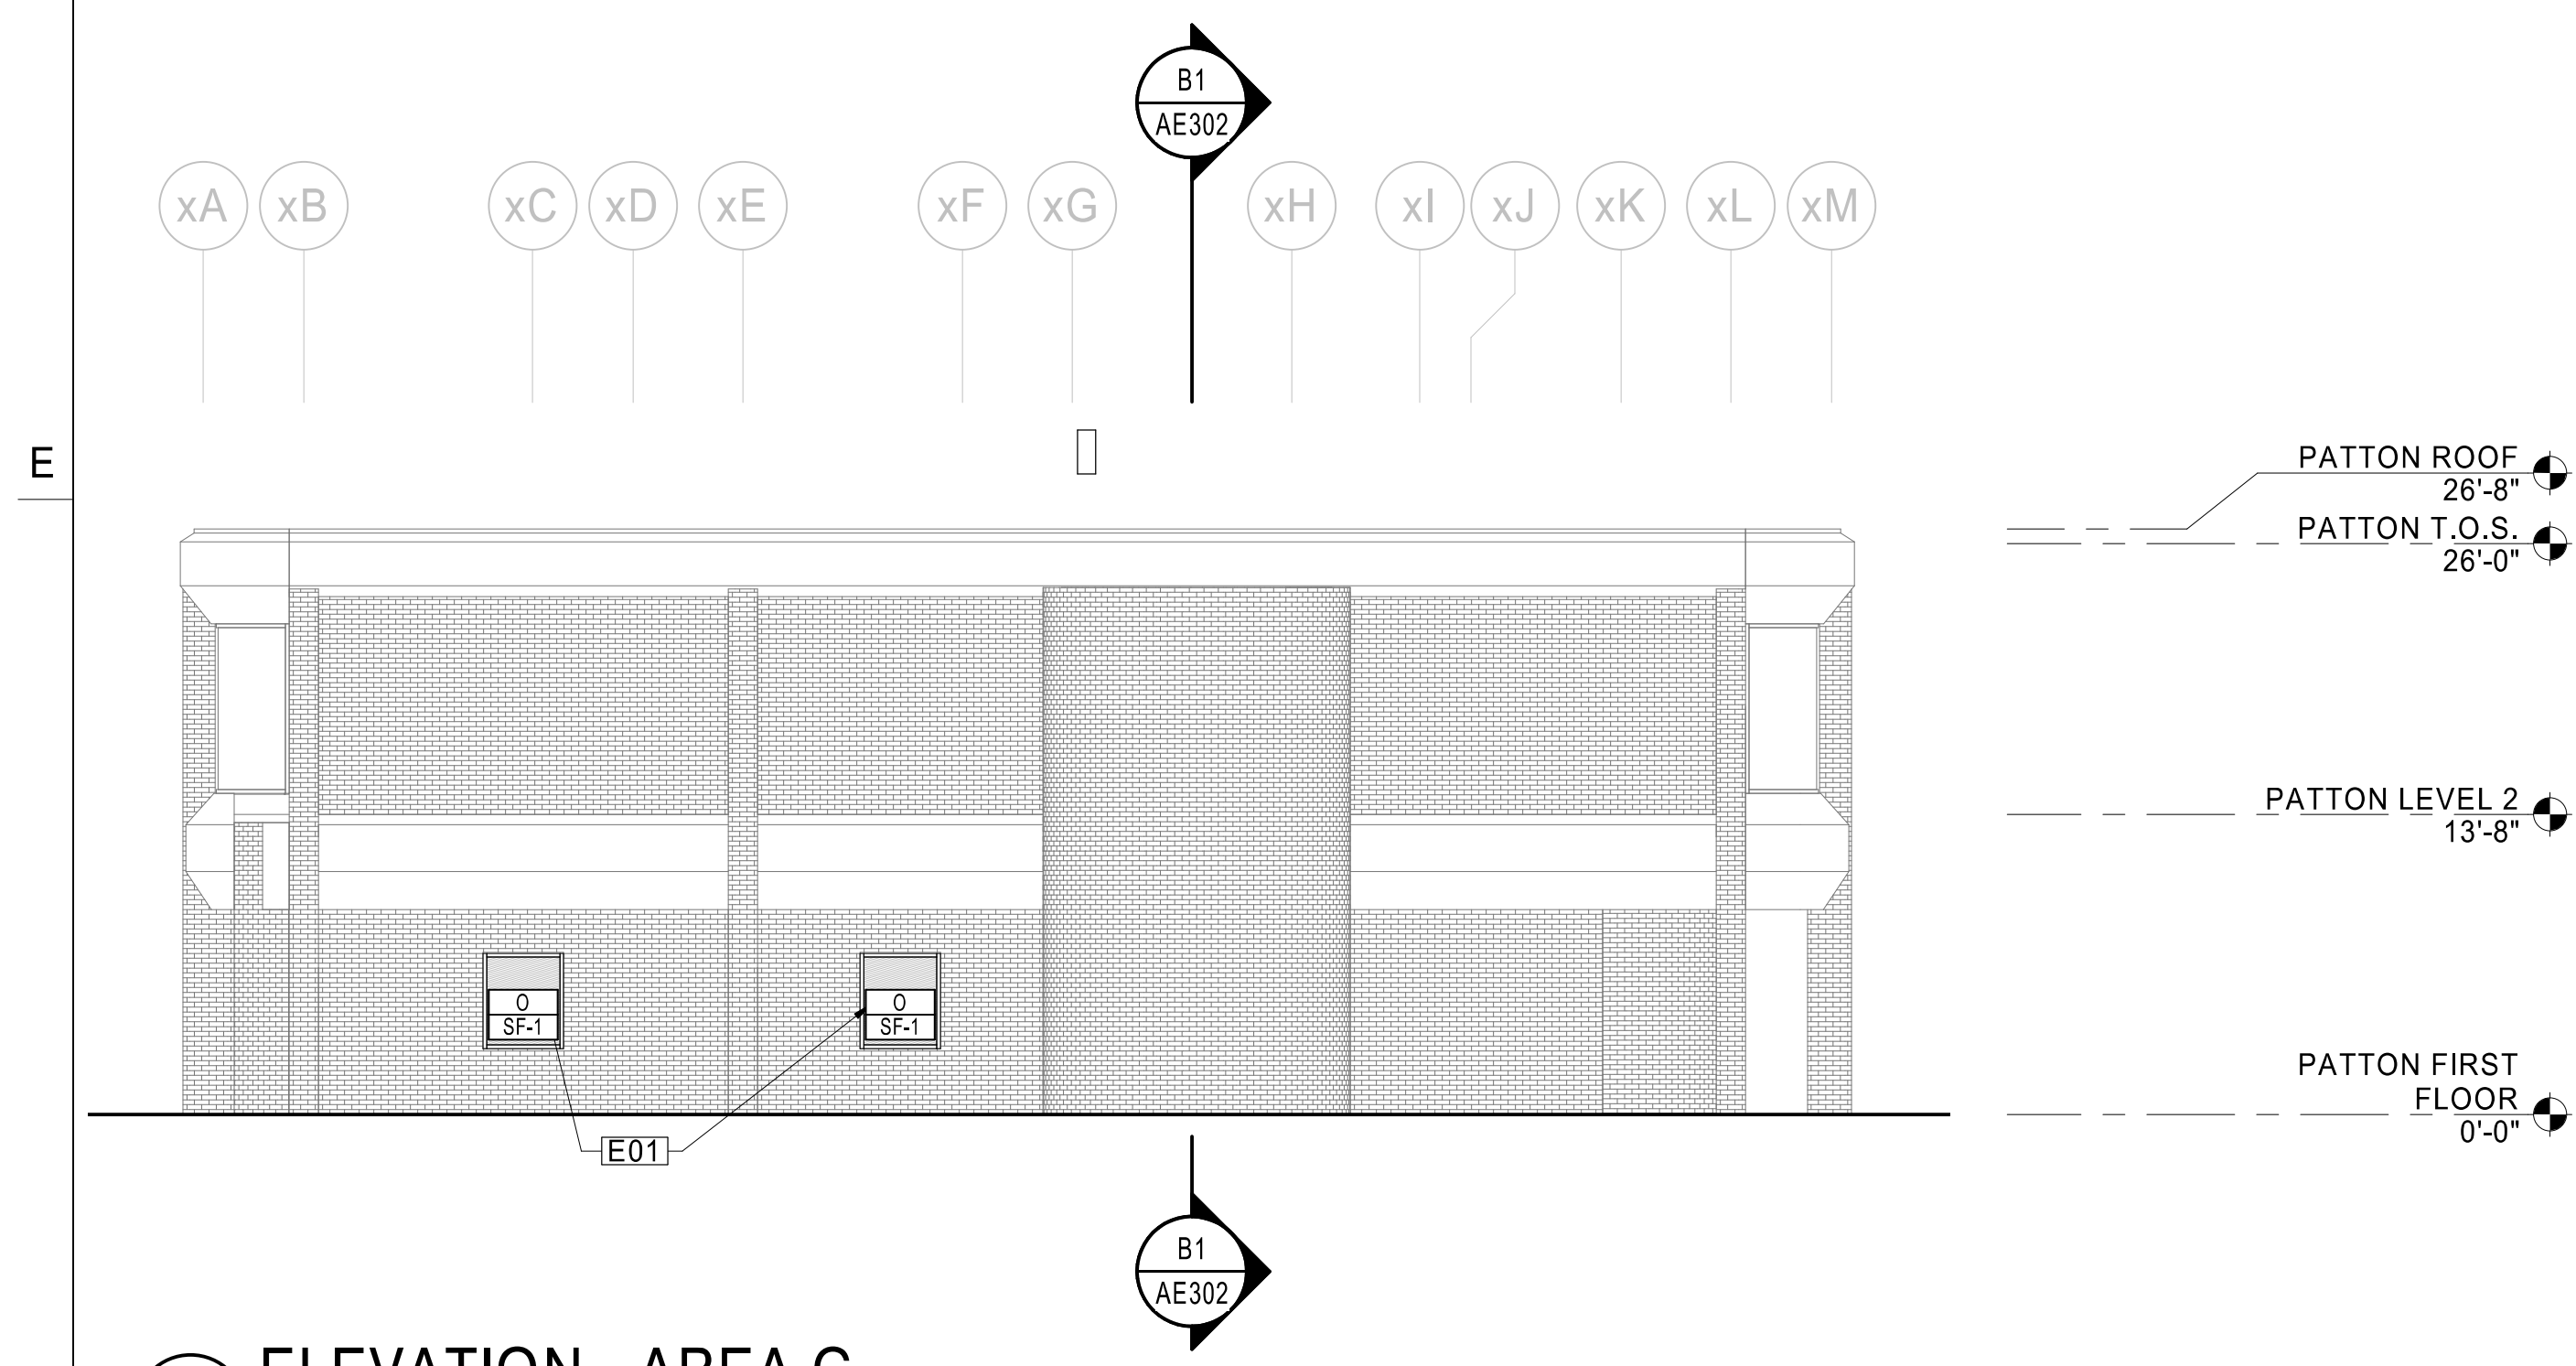 B1
AE302
xA xB xC xD xE xF xG xH xI xJ xK xL xM
E
PATTON ROOF
26'-8"
PATTON T.O.S.
26'-0"
PATTON LEVEL 2
13'-8"
O
SF-1
O
SF-1
PATTON FIRST
FLOOR
0'-0"
E01
B1
AE302
ELEVATION - AREA C